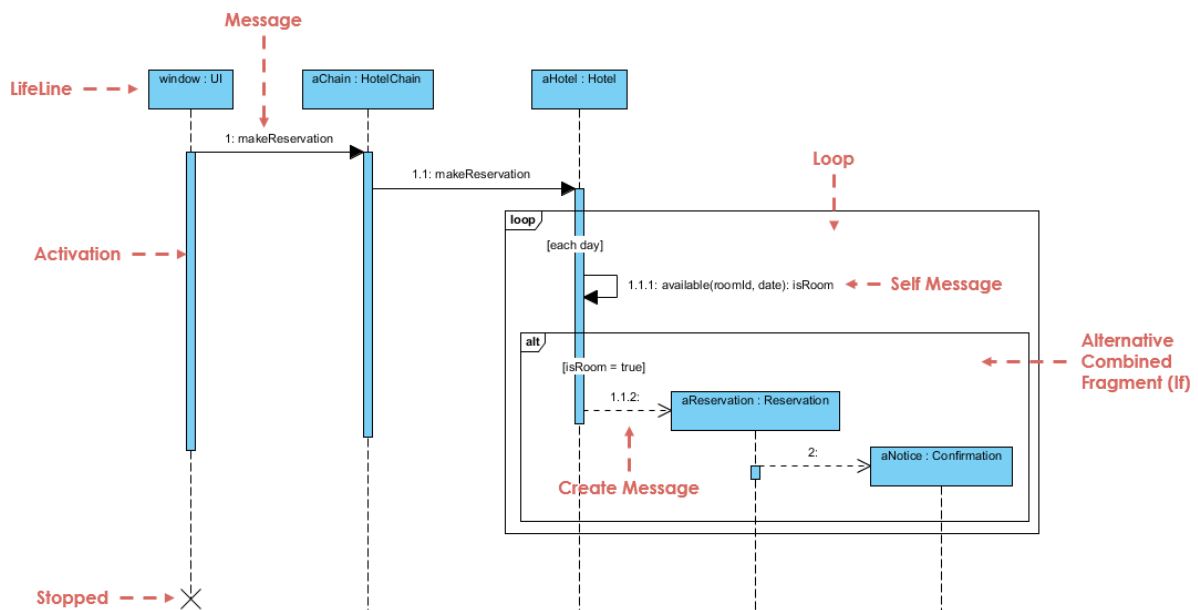 Message
LifeLine
window : UI
aChain : HotelChain
aHotel : Hotel
1: makeReservation
1.1: makeReservation
Loop
loop
[each day]
Activation
1.1.1: available(roomId, date): isRoom
Self Message
alt
[isRoom = true]
Alternative
Combined
Fragment (If)
1.1.2:
aReservation : Reservation
2:
aNotice : Confirmation
Create Message
Stopped